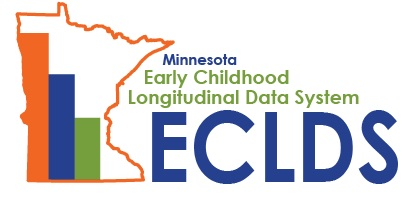 Minnesota
Early Childhood
Longitudinal Data System
ECLDS